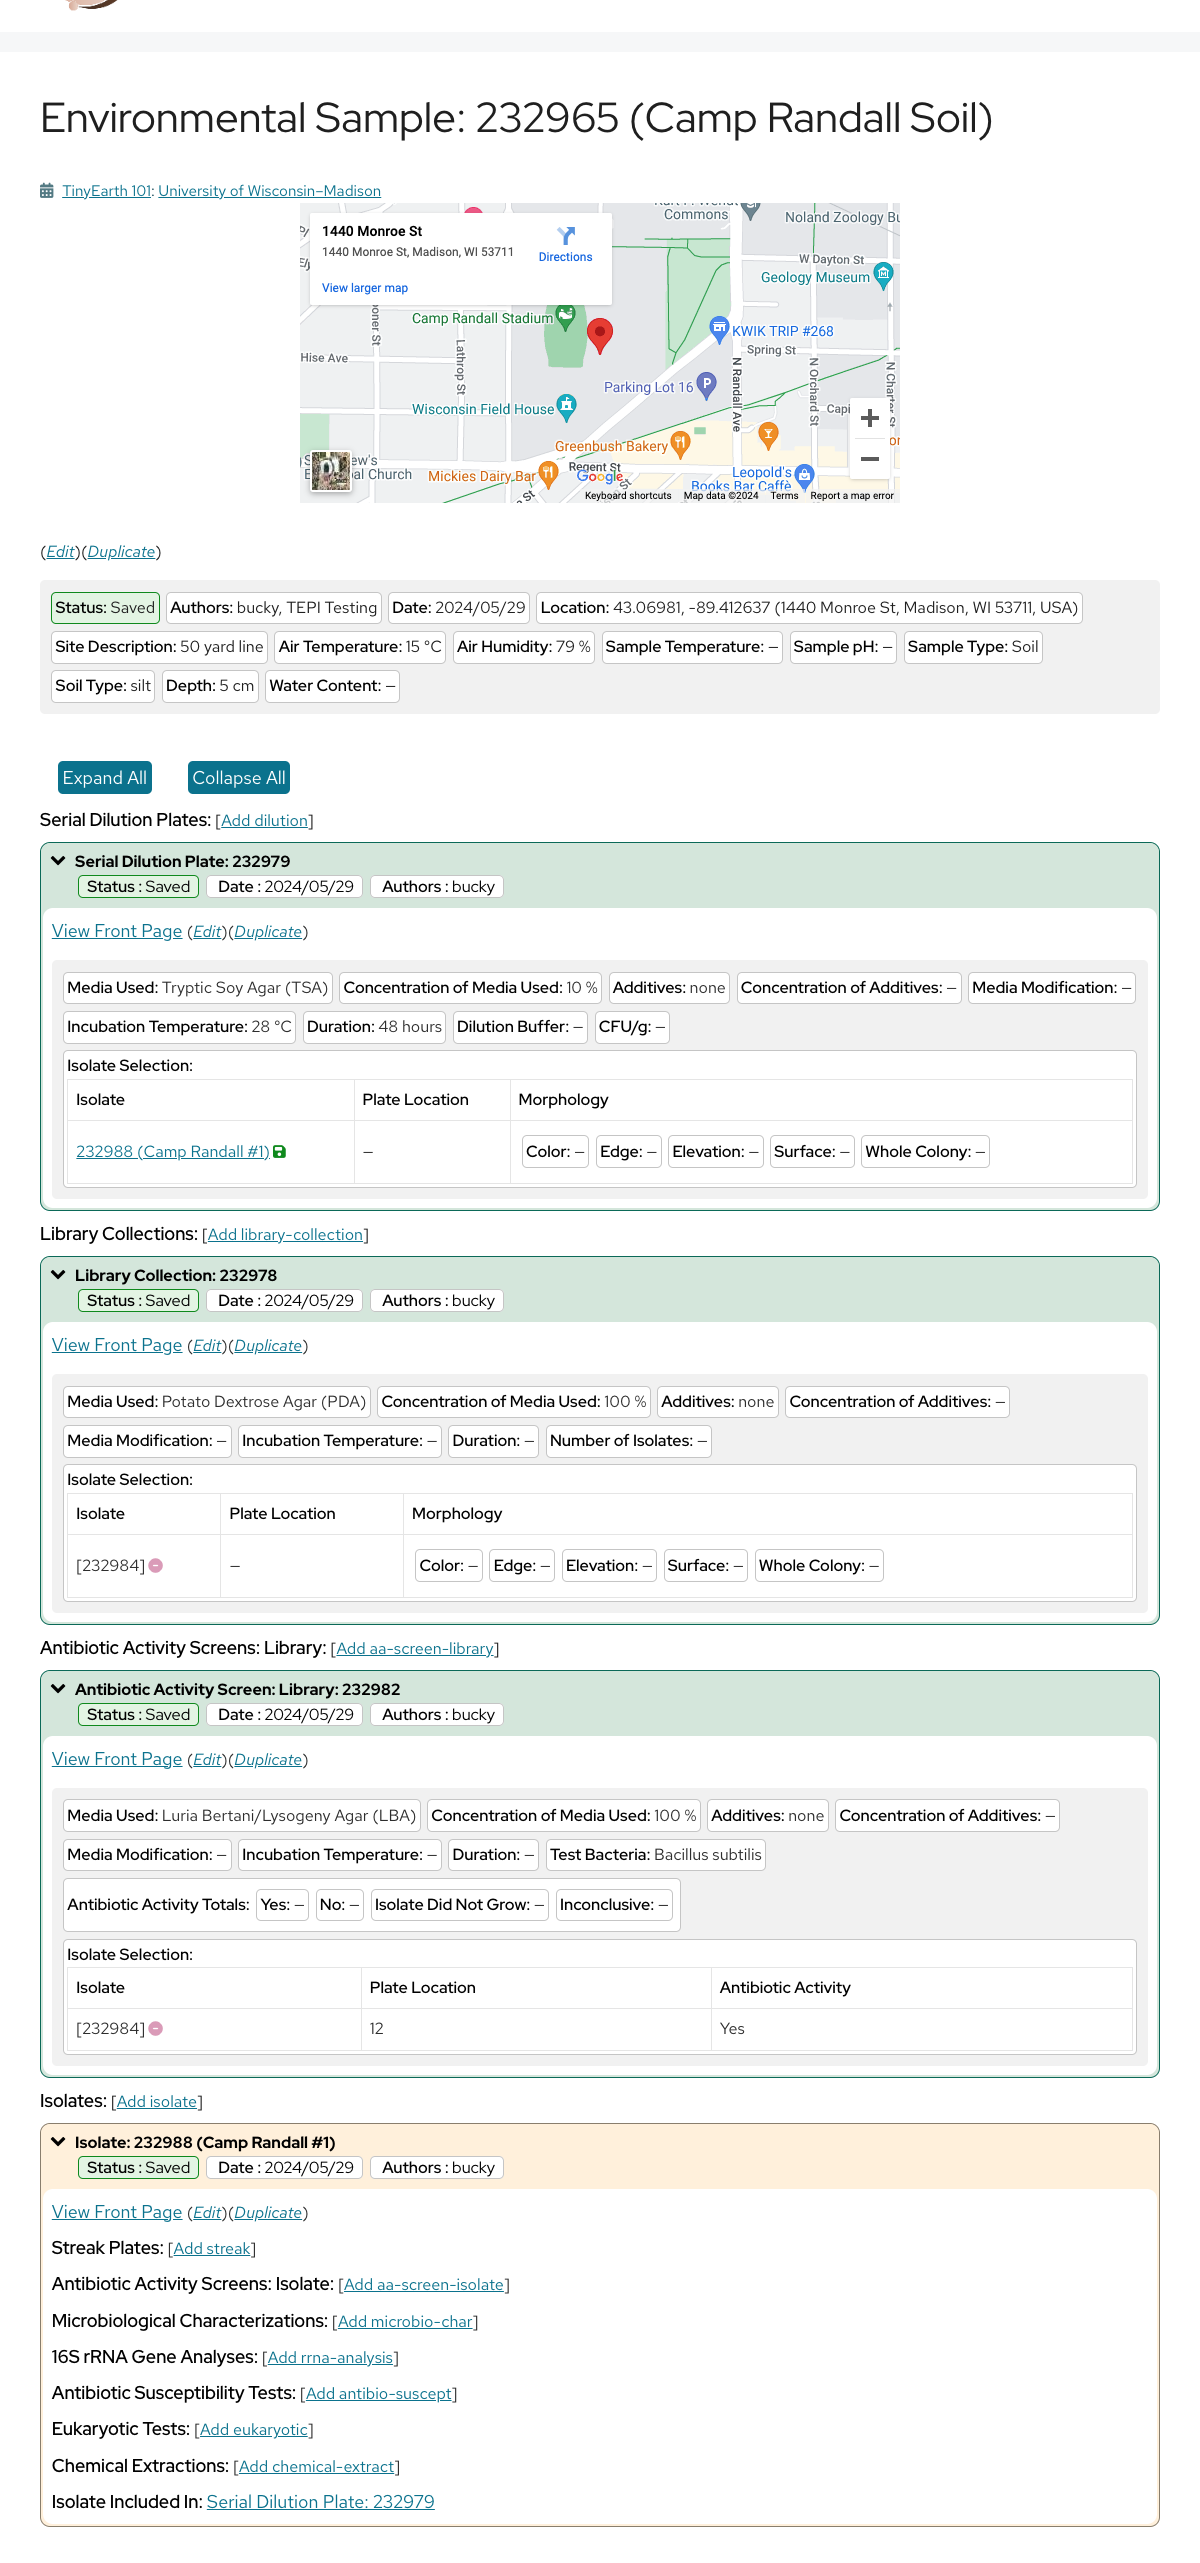 Environmental Sample: 232965 (Camp Randall Soil)
TinyEarth 101: University of Wisconsin–Madison
1440 Monroe St
1440 Monroe St, Madison, WI 53711
Directions
View larger map
Commons
Noland Zoology Bu
W Dayton St
Geology Museum
Camp Randall Stadium
KWIK TRIP #268
Spring St
Hise Ave
Lathrop St
N Randall Ave
N Orchard St
N Charter St
Parking Lot 16
Wisconsin Field House
Capi
Greenbush Bakery
Regent St
Church
Mickies Dairy Bar
Google
Leopold's
Books Bar Caffè
Keyboard shortcuts Map data ©2024 Terms Report a map error
(Edit)(Duplicate)
Status: Saved Authors: bucky, TEPI Testing Date: 2024/05/29 Location: 43.06981, -89.412637 (1440 Monroe St, Madison, WI 53711, USA)
Site Description: 50 yard line Air Temperature: 15 °C Air Humidity: 79 % Sample Temperature: – Sample pH: – Sample Type: Soil
Soil Type: silt Depth: 5 cm Water Content: –
Expand All Collapse All
Serial Dilution Plates: [Add dilution]
Serial Dilution Plate: 232979
Status : Saved Date : 2024/05/29 Authors : bucky
View Front Page (Edit)(Duplicate)
Media Used: Tryptic Soy Agar (TSA) Concentration of Media Used: 10 % Additives: none Concentration of Additives: – Media Modification: –
Incubation Temperature: 28 °C Duration: 48 hours Dilution Buffer: – CFU/g: –
Isolate Selection:
Isolate Plate Location Morphology
232988 (Camp Randall #1) – Color: – Edge: – Elevation: – Surface: – Whole Colony: –
Library Collections: [Add library-collection]
Library Collection: 232978
Status : Saved Date : 2024/05/29 Authors : bucky
View Front Page (Edit)(Duplicate)
Media Used: Potato Dextrose Agar (PDA) Concentration of Media Used: 100 % Additives: none Concentration of Additives: –
Media Modification: – Incubation Temperature: – Duration: – Number of Isolates: –
Isolate Selection:
Isolate Plate Location Morphology
[232984] – Color: – Edge: – Elevation: – Surface: – Whole Colony: –
Antibiotic Activity Screens: Library: [Add aa-screen-library]
Antibiotic Activity Screen: Library: 232982
Status : Saved Date : 2024/05/29 Authors : bucky
View Front Page (Edit)(Duplicate)
Media Used: Luria Bertani/Lysogeny Agar (LBA) Concentration of Media Used: 100 % Additives: none Concentration of Additives: –
Media Modification: – Incubation Temperature: – Duration: – Test Bacteria: Bacillus subtilis
Antibiotic Activity Totals: Yes: – No: – Isolate Did Not Grow: – Inconclusive: –
Isolate Selection:
Isolate Plate Location Antibiotic Activity
[232984] 12 Yes
Isolates: [Add isolate]
Isolate: 232988 (Camp Randall #1)
Status : Saved Date : 2024/05/29 Authors : bucky
View Front Page (Edit)(Duplicate)
Streak Plates: [Add streak]
Antibiotic Activity Screens: Isolate: [Add aa-screen-isolate]
Microbiological Characterizations: [Add microbio-char]
16S rRNA Gene Analyses: [Add rrna-analysis]
Antibiotic Susceptibility Tests: [Add antibio-suscept]
Eukaryotic Tests: [Add eukaryotic]
Chemical Extractions: [Add chemical-extract]
Isolate Included In: Serial Dilution Plate: 232979